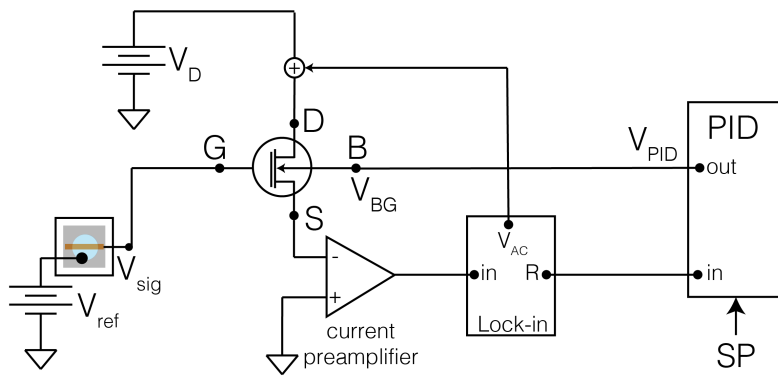 V_D
+
D
G
B
V_PID
PID
out
V_BG
S
V_sig
V_ref
-
+
current
preamplifier
V_AC
in
R
Lock-in
in
SP